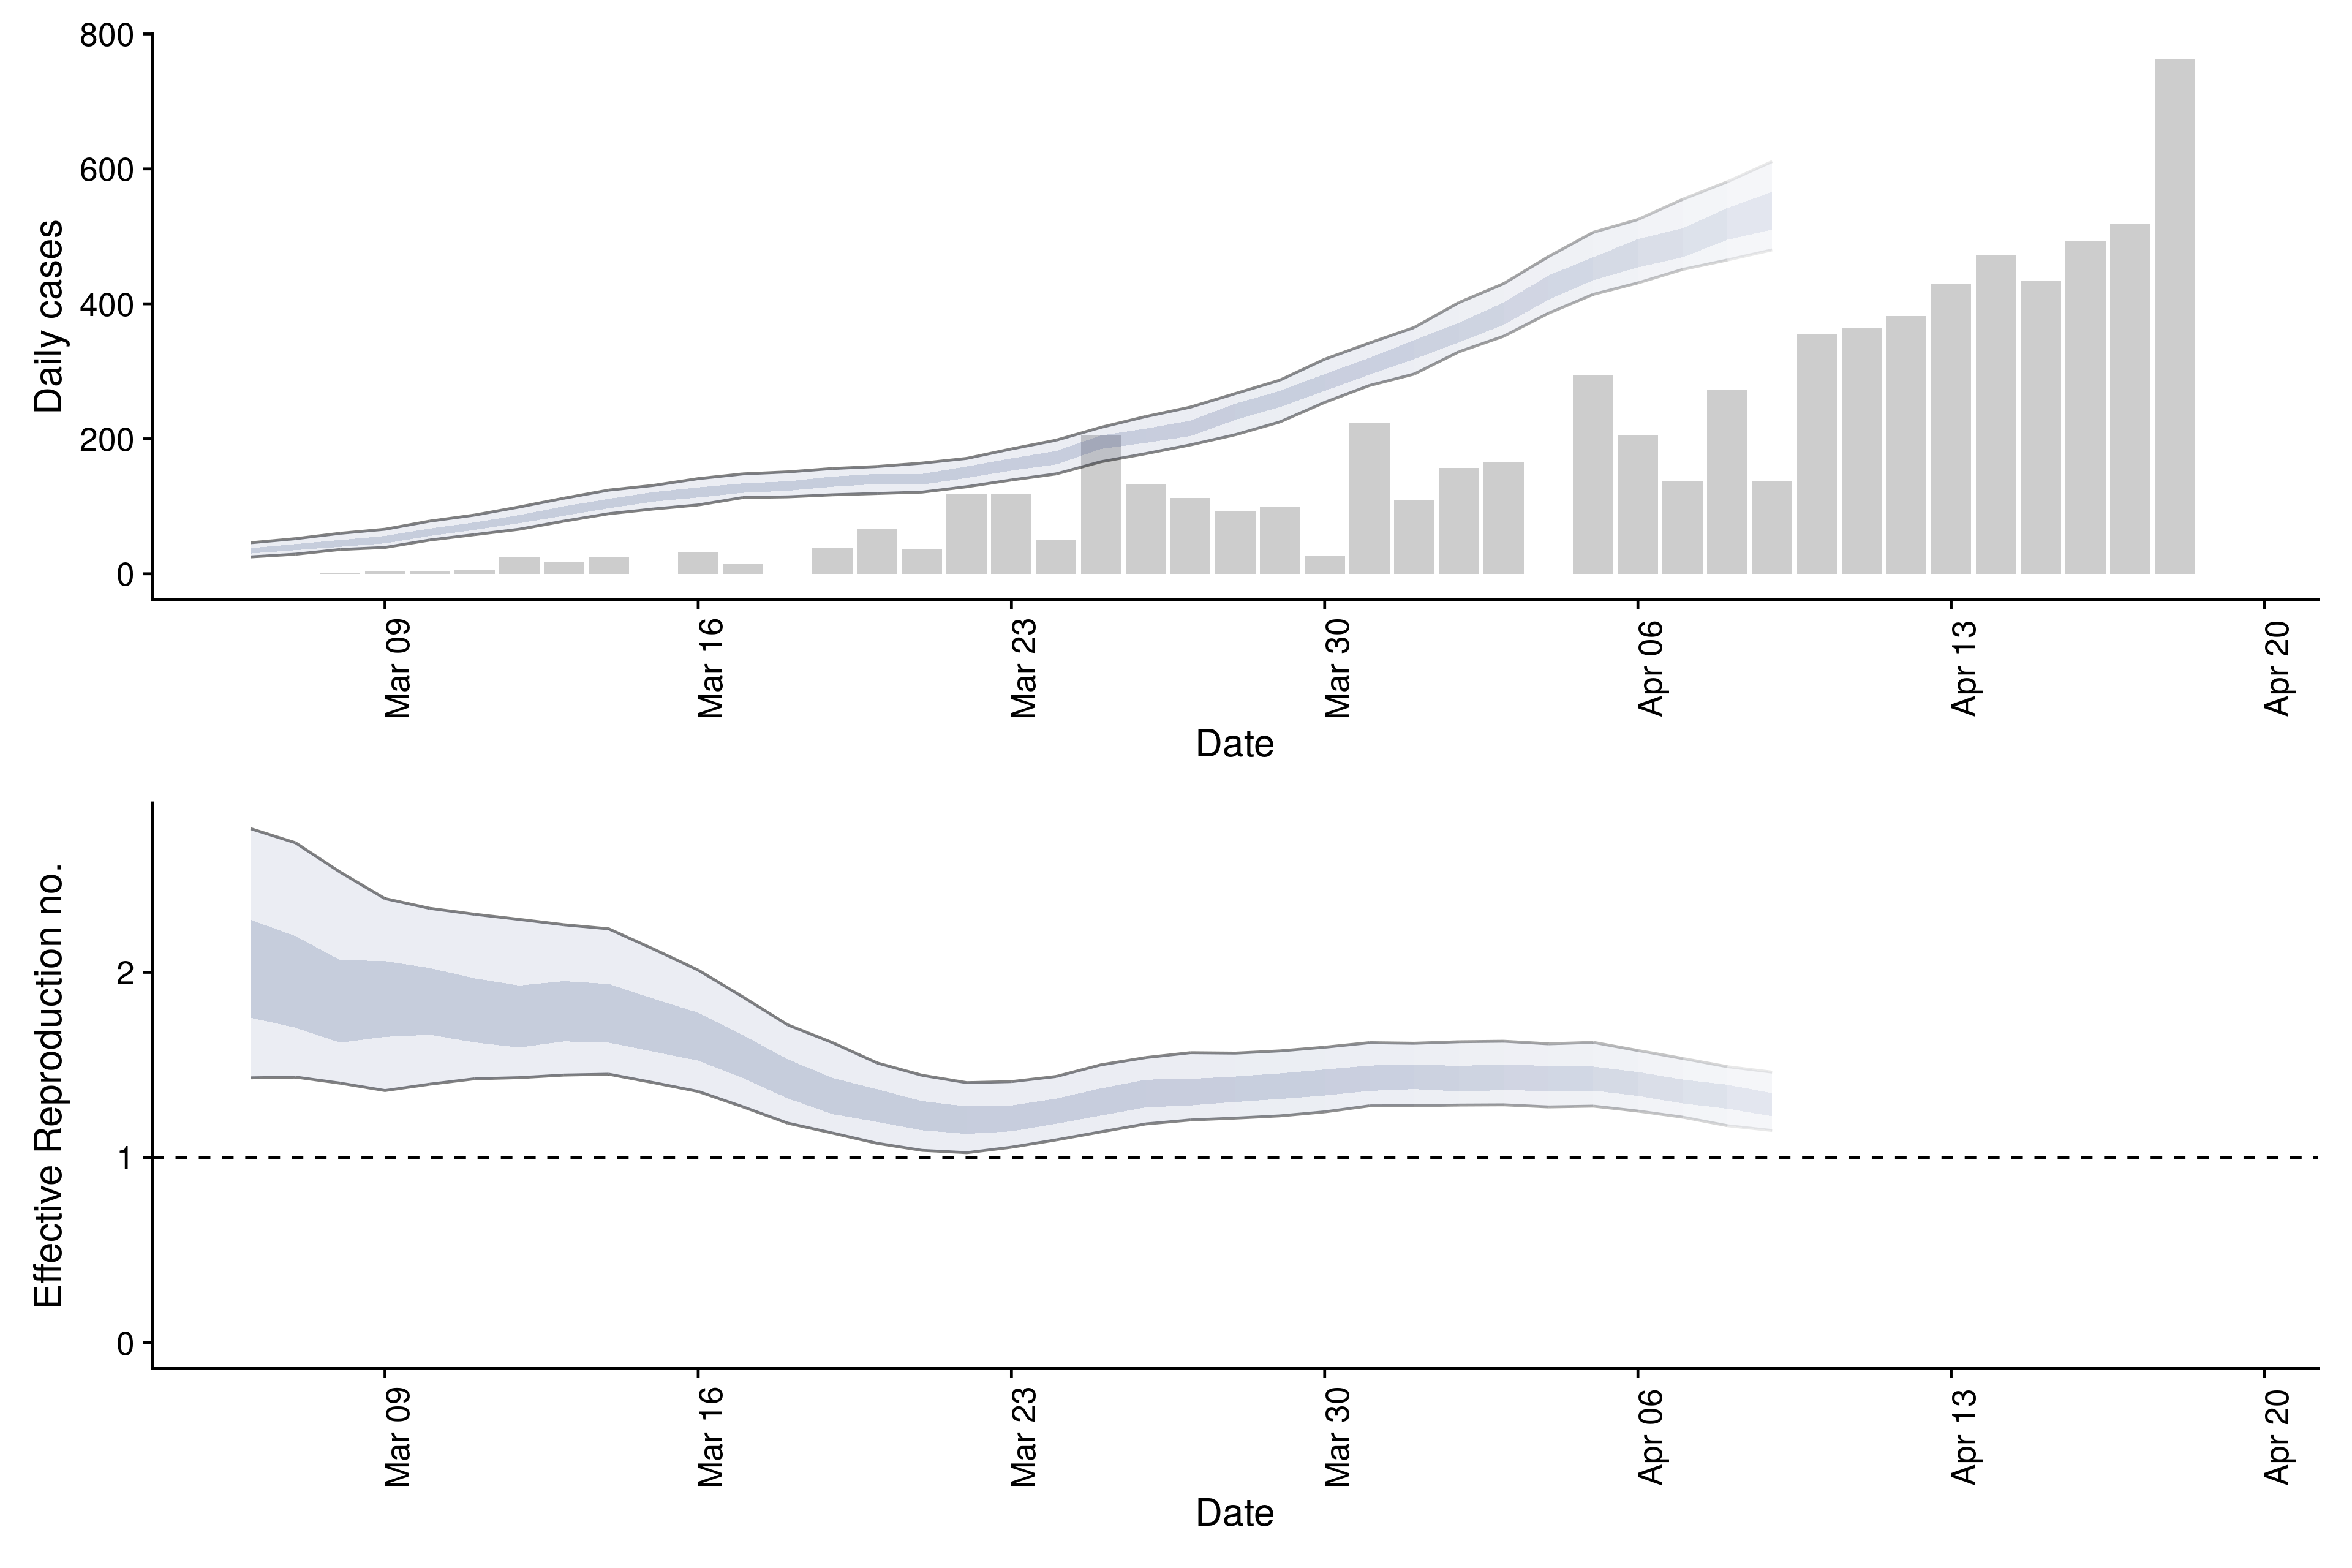 800
600
400
200
0
Daily cases
Mar 09
Mar 16
Mar 23
Mar 30
Apr 06
Apr 13
Apr 20
Date
2
1
0
Effective Reproduction no.
Mar 09
Mar 16
Mar 23
Mar 30
Apr 06
Apr 13
Apr 20
Date